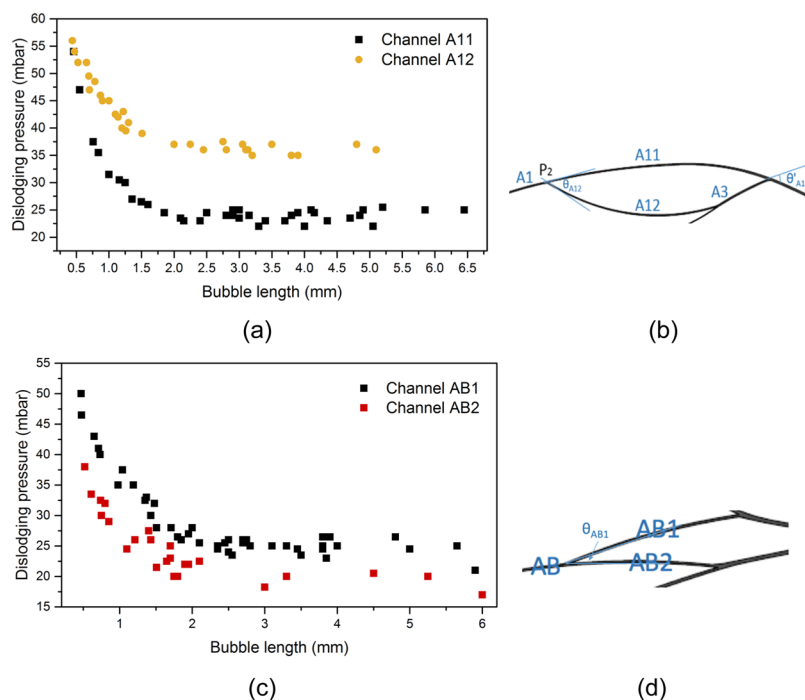 60
55
50
45
40
35
30
25
20
Dislodging pressure (mbar)
Channel A11
Channel A12
0.5 1.0 1.5 2.0 2.5 3.0 3.5 4.0 4.5 5.0 5.5 6.0 6.5
Bubble length (mm)
(a)
A1 P₂ A11
θA12
A12 A3 θ'A1
(b)
55
50
45
40
35
30
25
20
15
Dislodging pressure (mbar)
Channel AB1
Channel AB2
1 2 3 4 5 6
Bubble length (mm)
(c)
θAB1 AB1
AB AB2
(d)